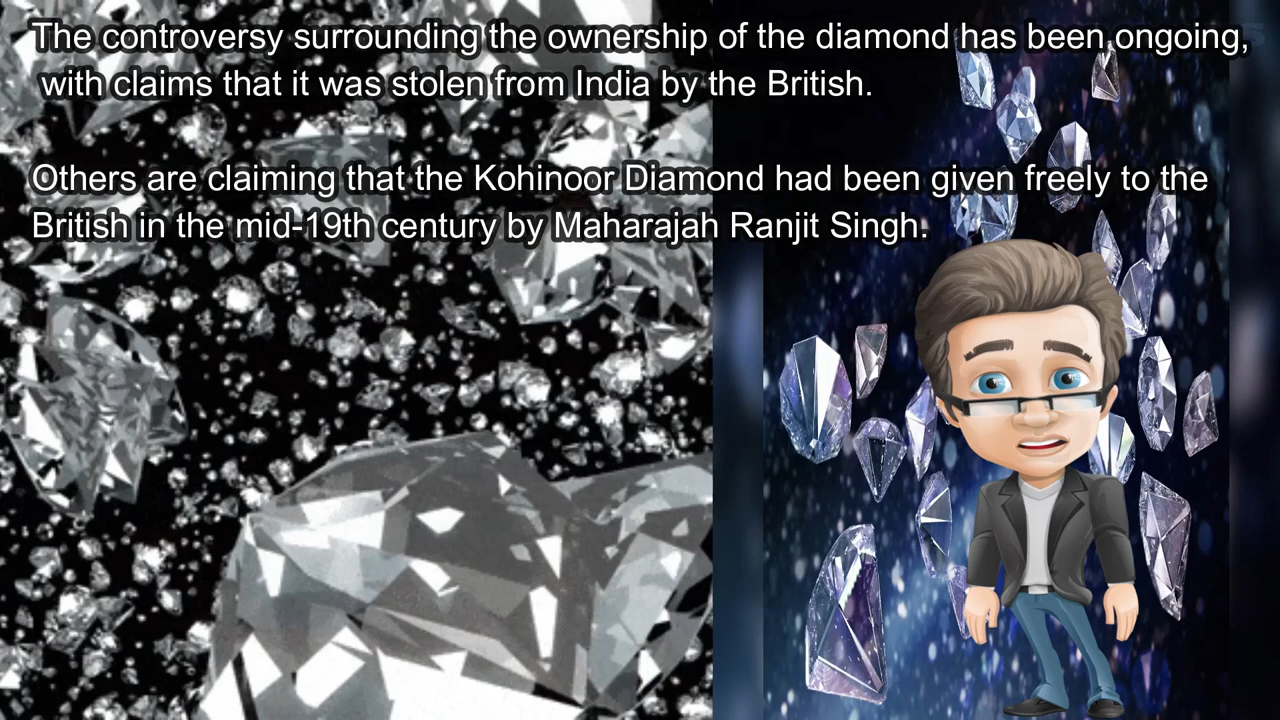 The controversy surrounding the ownership of the diamond has been ongoing,
with claims that it was stolen from India by the British.
Others are claiming that the Kohinoor Diamond had been given freely to the
British in the mid-19th century by Maharajah Ranjit Singh.